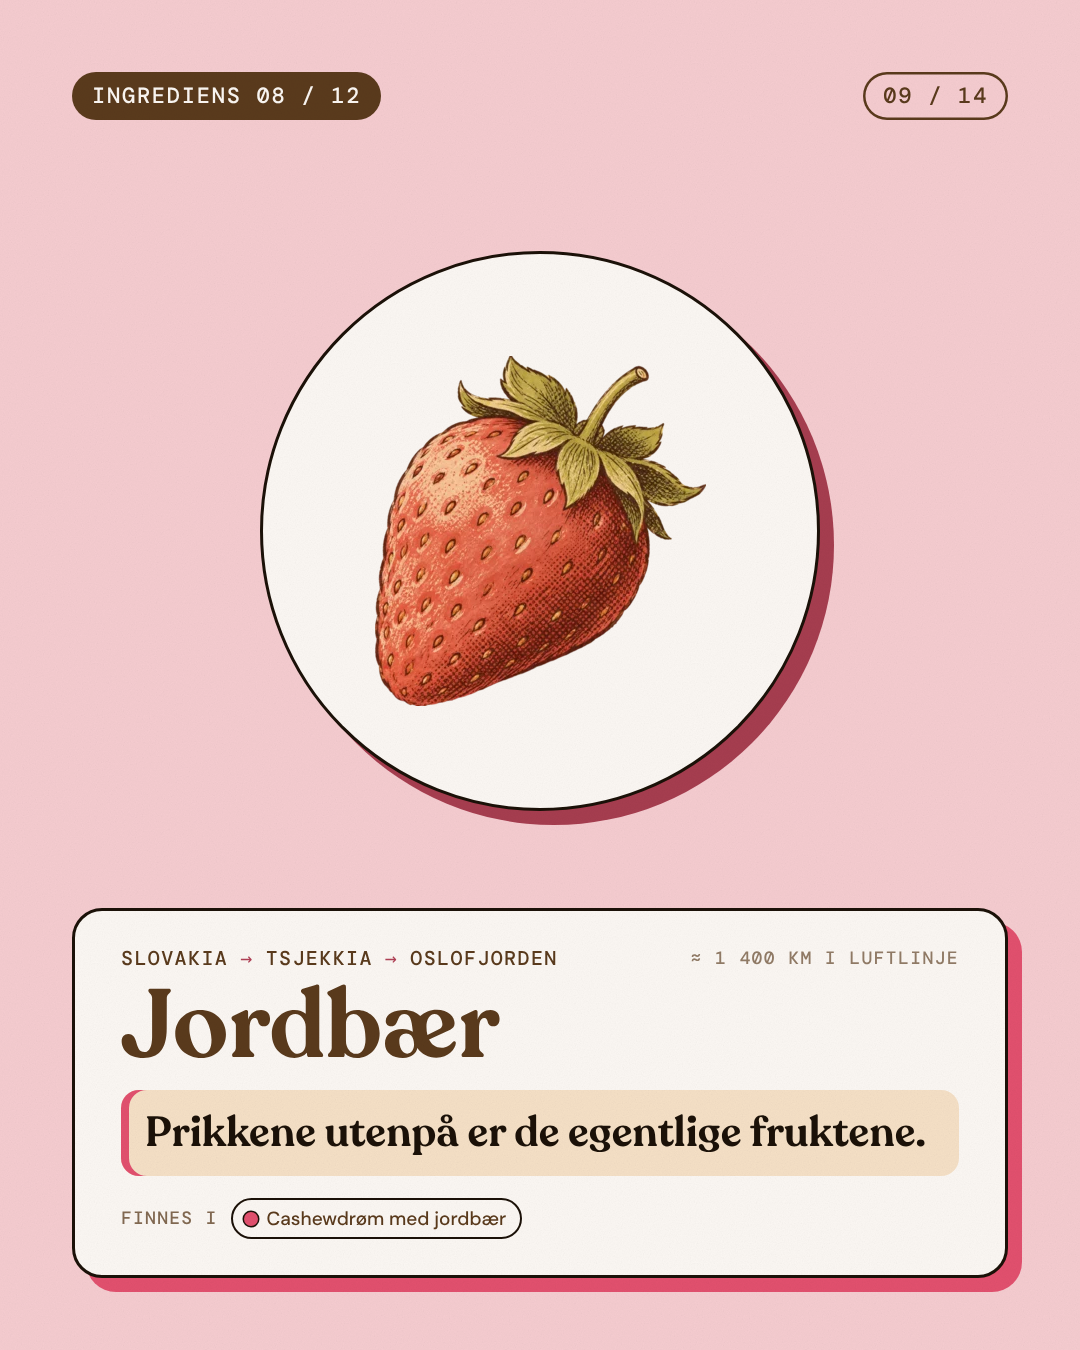 INGREDIENS 08 / 12
09 / 14
SLOVAKIA → TSJEKKIA → OSLOFJORDEN
≈ 1 400 KM I LUFTLINJE
Jordbær
Prikkene utenpå er de egentlige fruktene.
FINNES I
Cashewdrøm med jordbær